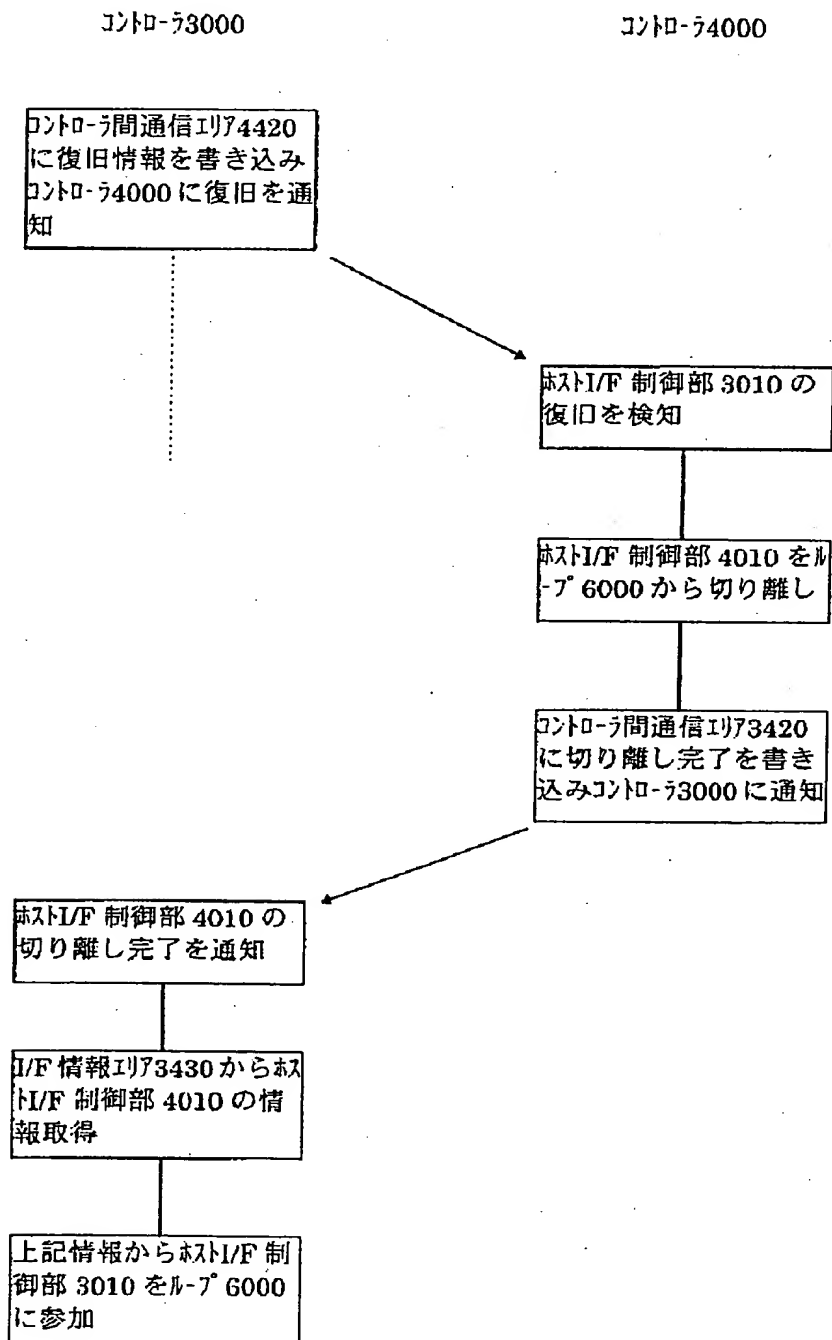 ｺﾝﾄﾛ-ﾗ3000
ｺﾝﾄﾛ-ﾗ4000
ｺﾝﾄﾛ-ﾗ間通信ｴﾘｱ4420
に復旧情報を書き込み
ｺﾝﾄﾛ-ﾗ4000に復旧を通
知
ﾎｽﾄI/F 制御部 3010 の
復旧を検知
ﾎｽﾄI/F 制御部 4010 をﾙ
-ﾌﾟ 6000 から切り離し
ｺﾝﾄﾛ-ﾗ間通信ｴﾘｱ3420
に切り離し完了を書き
込みｺﾝﾄﾛ-ﾗ3000 に通知
ﾎｽﾄI/F 制御部 4010 の
切り離し完了を通知
I/F 情報ｴﾘｱ3430 からﾎｽ
ﾄI/F 制御部 4010 の情
報取得
上記情報からﾎｽﾄI/F 制
御部 3010 をﾙ-ﾌﾟ 6000
に参加